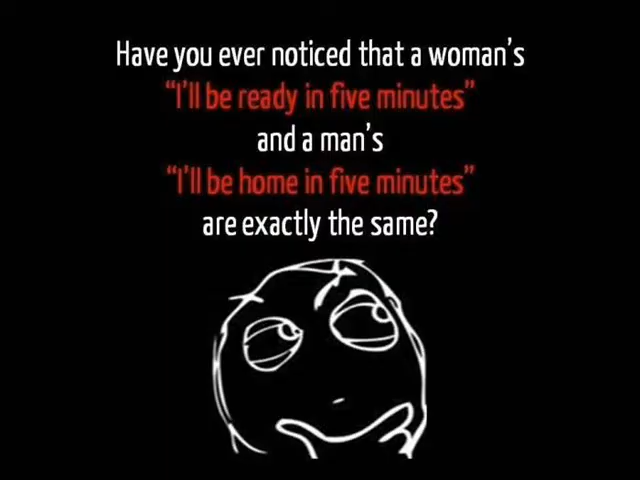 Have you ever noticed that a woman's
“I'll be ready in five minutes”
and a man's
“I'll be home in five minutes”
are exactly the same?